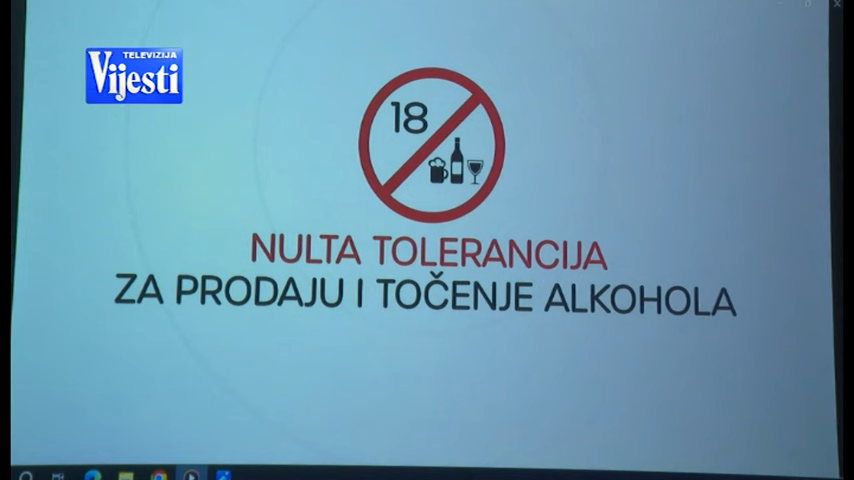 TELEVIZIJA
Vijesti
18
NULTA TOLERANCIJA
ZA PRODAJU I TOČENJE ALKOHOLA